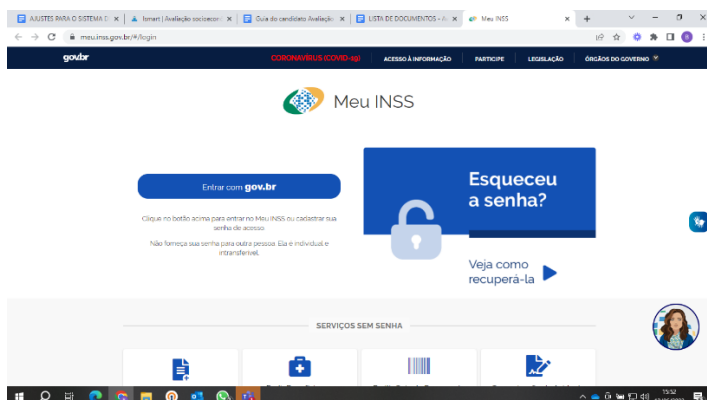 AJUSTES PARA O SISTEMA D
Ismart | Avaliação socioecon
Guia do candidato Avaliação
LISTA DE DOCUMENTOS - A
Meu INSS
meu.inss.gov.br/#/login
gov.br
CORONAVÍRUS (COVID-19)
ACESSO À INFORMAÇÃO
PARTICIPE
LEGISLAÇÃO
ÓRGÃOS DO GOVERNO
Meu INSS
Entrar com gov.br
Clique no botão acima para entrar no Meu INSS ou cadastrar sua
senha de acesso.
Não forneça sua senha para outra pessoa. Ela é individual e
intransferível.
Esqueceu
a senha?
Veja como
recuperá-la
SERVIÇOS SEM SENHA
15:52